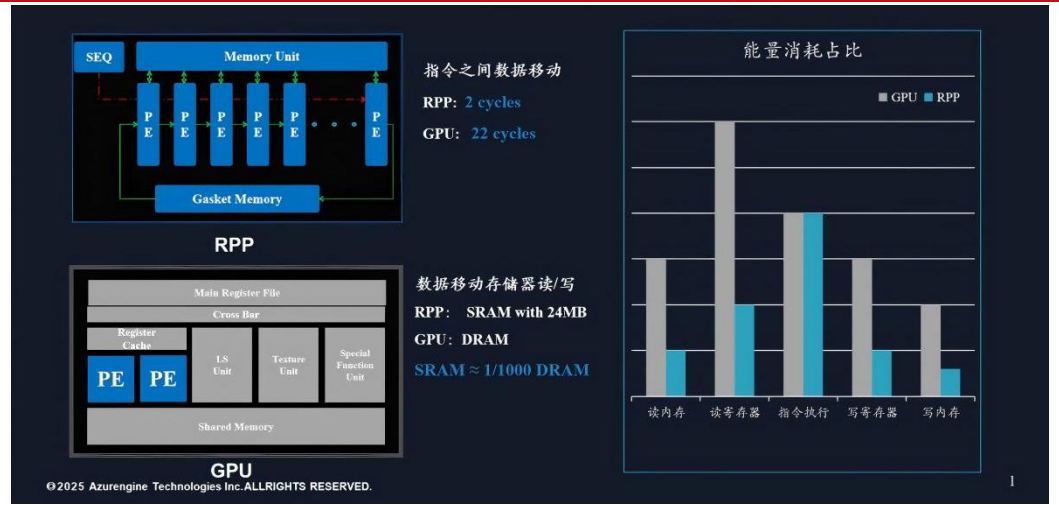 SEQ
Memory Unit
P
E
P
E
P
E
P
E
P
E
P
E
Gasket Memory
RPP
指令之间数据移动
RPP: 2 cycles
GPU: 22 cycles
Main Register File
Cross Bar
Register
Cache
PE
PE
LS
Unit
Texture
Unit
Special
Function
Unit
Shared Memory
GPU
数据移动存储器读/写
RPP： SRAM with 24MB
GPU：DRAM
SRAM ≈ 1/1000 DRAM
能量消耗占比
GPU
RPP
读内存
读寄存器
指令执行
写寄存器
写内存
©2025 Azurengine Technologies Inc.ALLRIGHTS RESERVED.
1